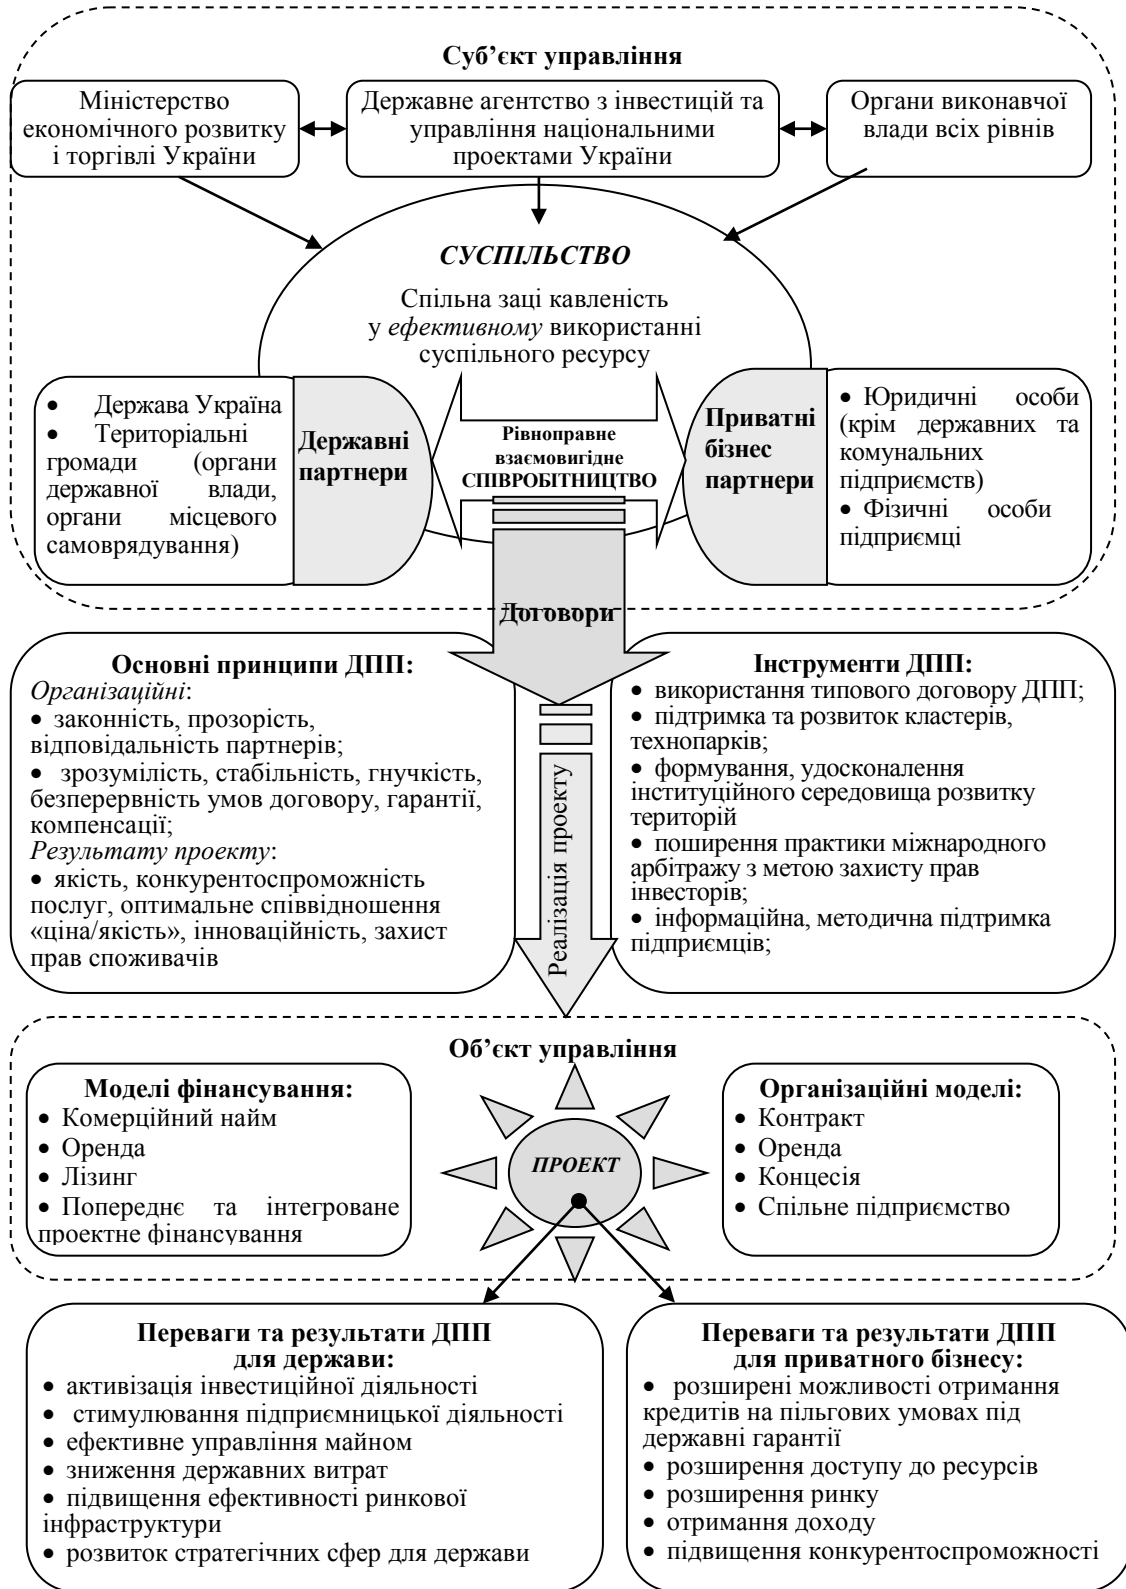 Суб’єкт управління
Міністерство
економічного розвитку
і торгівлі України
Державне агентство з інвестицій та
управління національними
проектами України
Органи виконавчої
влади всіх рівнів
СУСПІЛЬСТВО
Спільна заці кавленість
у ефективному використанні
суспільного ресурсу
• Держава Україна
• Територіальні
громади (органи
державної влади,
органи місцевого
самоврядування)
Державні
партнери
Рівноправне
взаємовигідне
СПІВРОБІТНИЦТВО
Приватні
бізнес
партнери
• Юридичні особи
(крім державних та
комунальних
підприємств)
• Фізичні особи
підприємці
Договори
Основні принципи ДПП:
Організаційні:
• законність, прозорість,
відповідальність партнерів;
• зрозумілість, стабільність, гнучкість,
безперервність умов договору, гарантії,
компенсації;
Результату проекту:
• якість, конкурентоспроможність
послуг, оптимальне співвідношення
«ціна/якість», інноваційність, захист
прав споживачів
Реалізація проекту
Інструменти ДПП:
• використання типового договору ДПП;
• підтримка та розвиток кластерів,
технопарків;
• формування, удосконалення
інституційного середовища розвитку
територій
• поширення практики міжнародного
арбітражу з метою захисту прав
інвесторів;
• інформаційна, методична підтримка
підприємців;
Об’єкт управління
Моделі фінансування:
• Комерційний найм
• Оренда
• Лізинг
• Попереднє та інтегроване
проектне фінансування
ПРОЕКТ
Організаційні моделі:
• Контракт
• Оренда
• Концесія
• Спільне підприємство
Переваги та результати ДПП
для держави:
• активізація інвестиційної діяльності
• стимулювання підприємницької діяльності
• ефективне управління майном
• зниження державних витрат
• підвищення ефективності ринкової
інфраструктури
• розвиток стратегічних сфер для держави
Переваги та результати ДПП
для приватного бізнесу:
• розширені можливості отримання
кредитів на пільгових умовах під
державні гарантії
• розширення доступу до ресурсів
• розширення ринку
• отримання доходу
• підвищення конкурентоспроможності